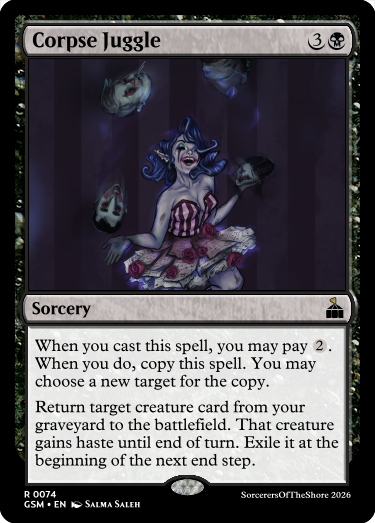 Corpse Juggle 3
Sorcery
When you cast this spell, you may pay 2.
When you do, copy this spell. You may
choose a new target for the copy.
Return target creature card from your
graveyard to the battlefield. That creature
gains haste until end of turn. Exile it at the
beginning of the next end step.
R 0074
GSM • EN Salma Saleh
SorcerersOfTheShore 2026